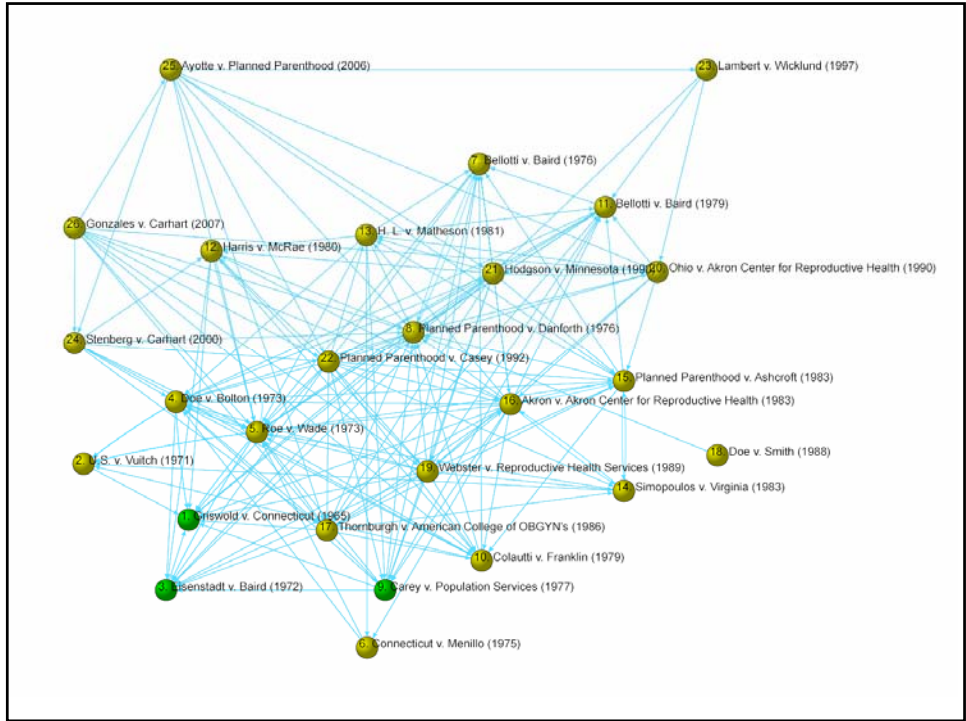 25. Ayotte v. Planned Parenthood (2006)
23. Lambert v. Wicklund (1997)
7. Bellotti v. Baird (1976)
11. Bellotti v. Baird (1979)
26. Gonzales v. Carhart (2007)
13. H. L. v. Matheson (1981)
12. Harris v. McRae (1980)
21. Hodgson v. Minnesota (1990)
20. Ohio v. Akron Center for Reproductive Health (1990)
8. Planned Parenthood v. Danforth (1976)
24. Stenberg v. Carhart (2000)
22. Planned Parenthood v. Casey (1992)
15. Planned Parenthood v. Ashcroft (1983)
4. Doe v. Bolton (1973)
16. Akron v. Akron Center for Reproductive Health (1983)
5. Roe v. Wade (1973)
18. Doe v. Smith (1988)
2. U.S. v. Vuitch (1971)
19. Webster v. Reproductive Health Services (1989)
14. Simopoulos v. Virginia (1983)
1. Griswold v. Connecticut (1965)
17. Thornburgh v. American College of OBGYN's (1986)
10. Colautti v. Franklin (1979)
3. Eisenstadt v. Baird (1972)
9. Carey v. Population Services (1977)
6. Connecticut v. Menillo (1975)